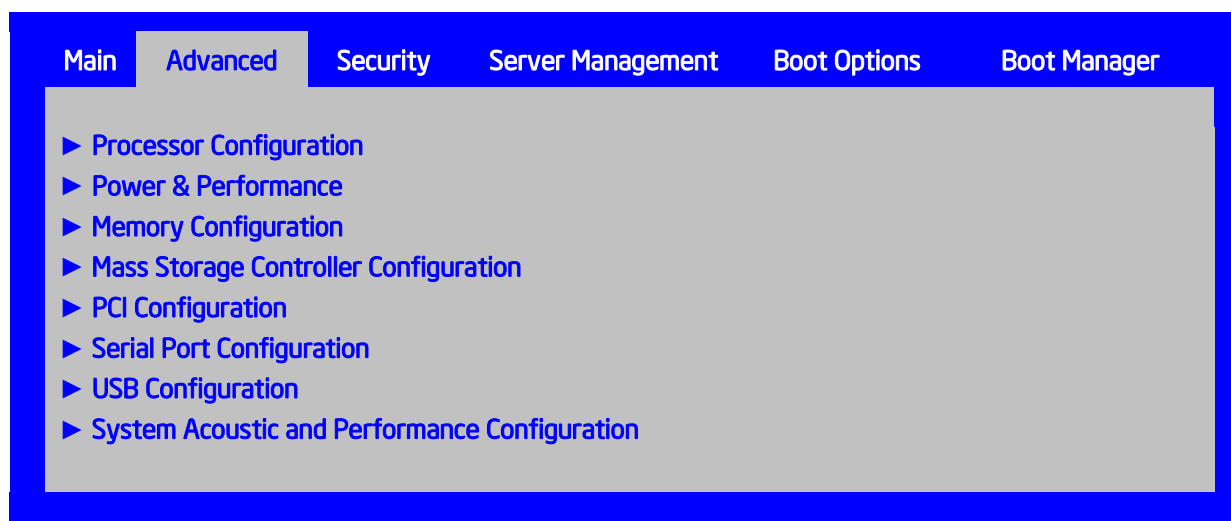 Main Advanced Security Server Management Boot Options Boot Manager
► Processor Configuration
► Power & Performance
► Memory Configuration
► Mass Storage Controller Configuration
► PCI Configuration
► Serial Port Configuration
► USB Configuration
► System Acoustic and Performance Configuration